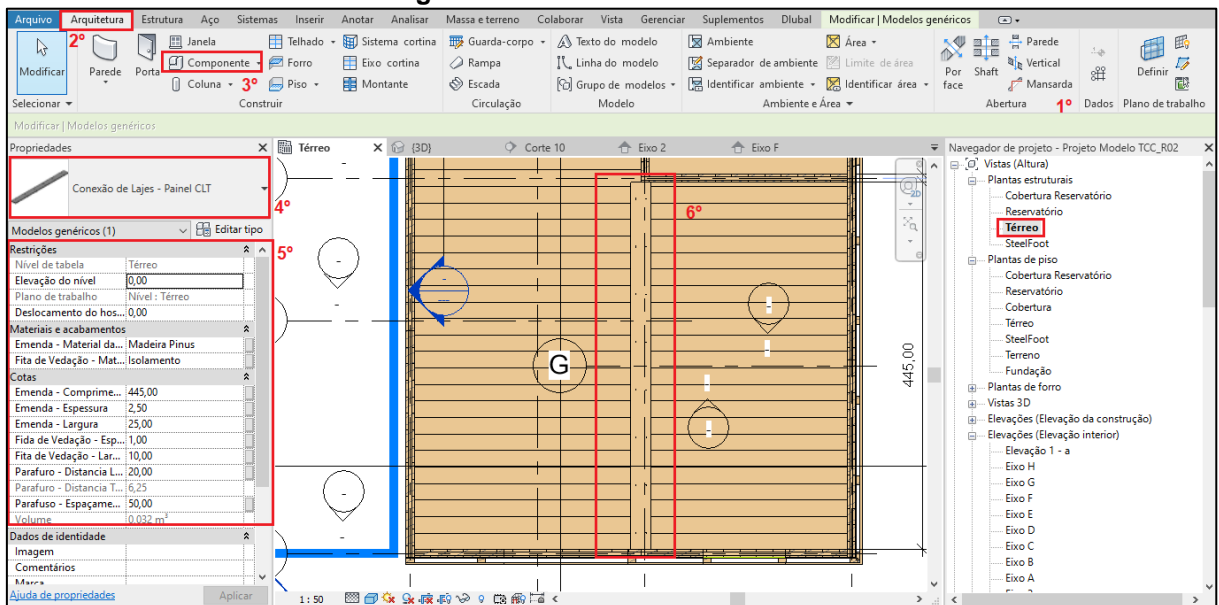 Arquivo Arquitetura Estrutura Aço Sistemas Inserir Anotar Analisar Massa e terreno Colaborar Vista Gerenciar Suplementos Dlubal Modificar | Modelos genéricos
2º
Modificar
Parede
Porta
Janela
Componente
Coluna
3º
Telhado
Forro
Piso
Sistema cortina
Eixo cortina
Montante
Guarda-corpo
Rampa
Escada
Texto do modelo
Linha do modelo
Grupo de modelos
Ambiente
Separador de ambiente
Identificar ambiente
Área
Limite de área
Identificar área
Por face
Shaft
Parede
Vertical
Mansarda
Definir
Selecionar Construir Circulação Modelo Ambiente e Área Abertura 1º Dados Plano de trabalho
Modificar | Modelos genéricos
Propriedades
Conexão de Lajes - Painel CLT
4º
Modelos genéricos (1) Editar tipo
5º
Restrições
Nível de tabela Térreo
Elevação do nível 0,00
Plano de trabalho Nível : Térreo
Deslocamento do hos... 0,00
Materiais e acabamentos
Emenda - Material da... Madeira Pinus
Fita de Vedação - Mat... Isolamento
Cotas
Emenda - Comprime... 445,00
Emenda - Espessura 2,50
Emenda - Largura 25,00
Fida de Vedação - Esp... 1,00
Fita de Vedação - Lar... 10,00
Parafuro - Distancia L... 20,00
Parafuro - Distancia T... 6,25
Parafuso - Espaçame... 50,00
Volume 0.032 m³
Dados de identidade
Imagem
Comentários
Marca
Ajuda de propriedades Aplicar
Térreo {3D} Corte 10 Eixo 2 Eixo F
2D
6º
G
445,00
1 : 50
Navegador de projeto - Projeto Modelo TCC_R02
Vistas (Altura)
Plantas estruturais
Cobertura Reservatório
Reservatório
Térreo
SteelFoot
Plantas de piso
Cobertura Reservatório
Reservatório
Cobertura
Térreo
SteelFoot
Terreno
Fundação
Plantas de forro
Vistas 3D
Elevações (Elevação da construção)
Elevações (Elevação interior)
Elevação 1 - a
Eixo H
Eixo G
Eixo F
Eixo E
Eixo D
Eixo C
Eixo B
Eixo A